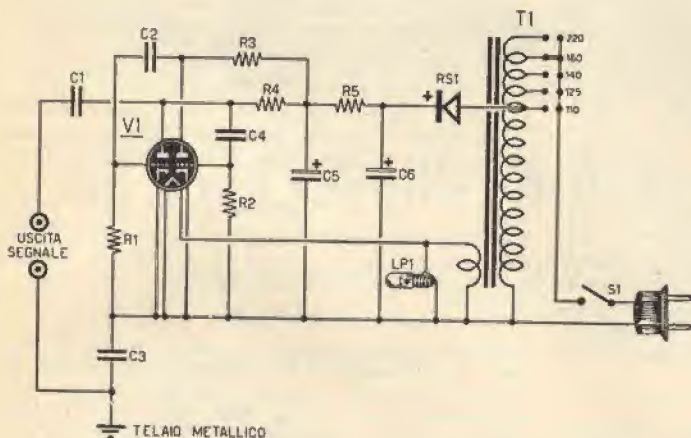 T1
C2
R3
220
160
140
125
110
C1
R4
R5
RS1
V1
C4
C5
C6
R2
R1
USCITA
SEGNALE
LP1
S1
C3
TELAIO METALLICO
+
+
+